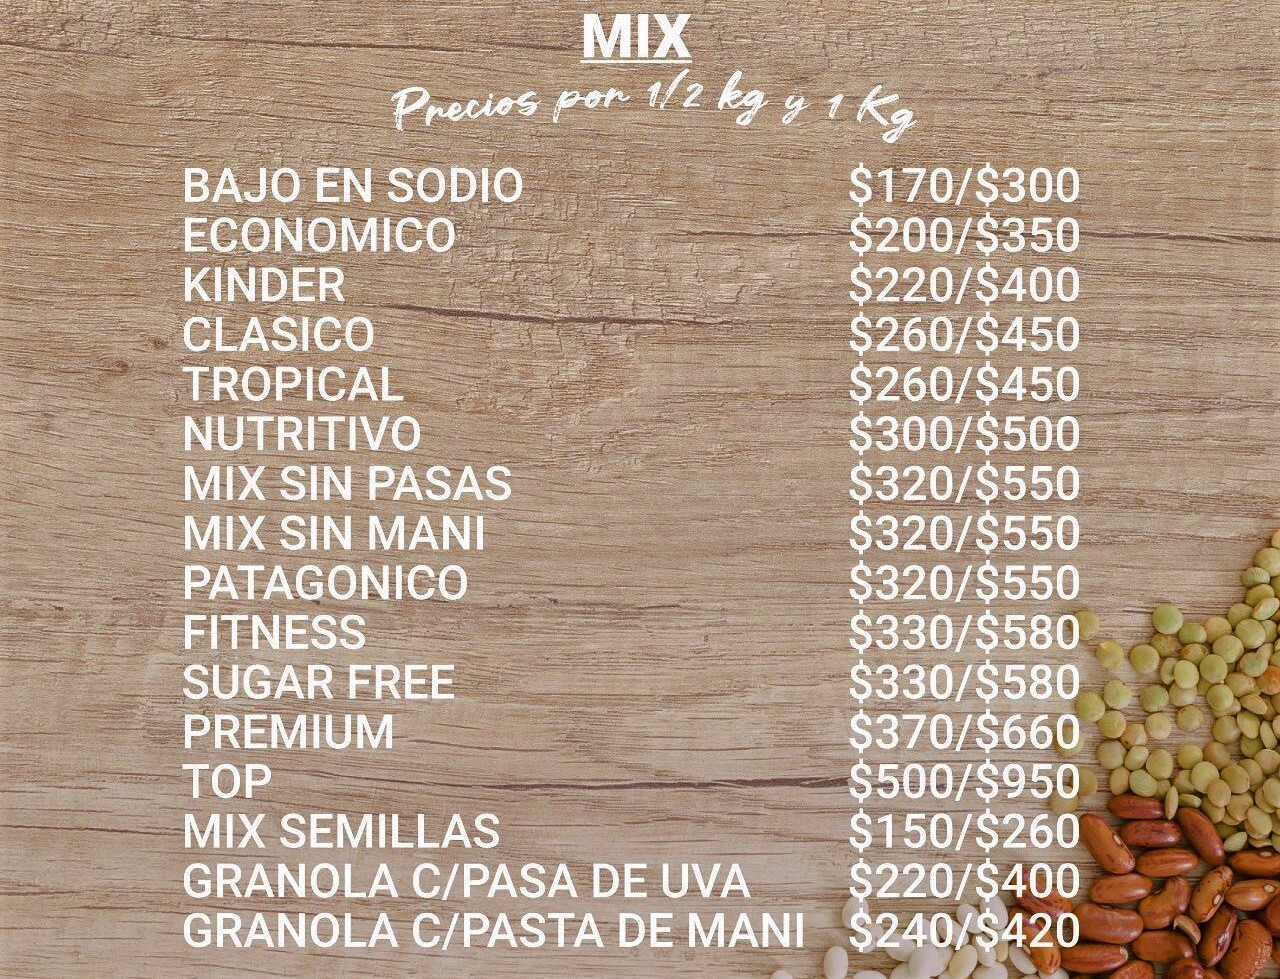 MIX
Precios por 1/2 kg y 1 Kg
BAJO EN SODIO $170/$300
ECONOMICO $200/$350
KINDER $220/$400
CLASICO $260/$450
TROPICAL $260/$450
NUTRITIVO $300/$500
MIX SIN PASAS $320/$550
MIX SIN MANI $320/$550
PATAGONICO $320/$550
FITNESS $330/$580
SUGAR FREE $330/$580
PREMIUM $370/$660
TOP $500/$950
MIX SEMILLAS $150/$260
GRANOLA C/PASA DE UVA $220/$400
GRANOLA C/PASTA DE MANI $240/$420